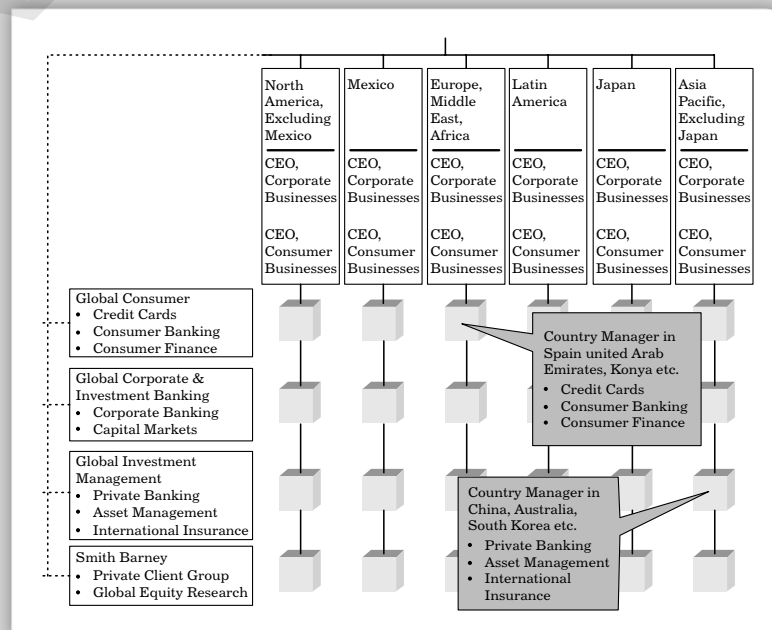 North
America,
Excluding
Mexico
CEO,
Corporate
Businesses
CEO,
Consumer
Businesses
Mexico
CEO,
Corporate
Businesses
CEO,
Consumer
Businesses
Europe,
Middle
East,
Africa
CEO,
Corporate
Businesses
CEO,
Consumer
Businesses
Latin
America
CEO,
Corporate
Businesses
CEO,
Consumer
Businesses
Japan
CEO,
Corporate
Businesses
CEO,
Consumer
Businesses
Asia
Pacific,
Excluding
Japan
CEO,
Corporate
Businesses
CEO,
Consumer
Businesses
Global Consumer
• Credit Cards
• Consumer Banking
• Consumer Finance
Country Manager in
Spain united Arab
Emirates, Konya etc.
• Credit Cards
• Consumer Banking
• Consumer Finance
Global Corporate &
Investment Banking
• Corporate Banking
• Capital Markets
Global Investment
Management
• Private Banking
• Asset Management
• International Insurance
Country Manager in
China, Australia,
South Korea etc.
• Private Banking
• Asset Management
• International
Insurance
Smith Barney
• Private Client Group
• Global Equity Research